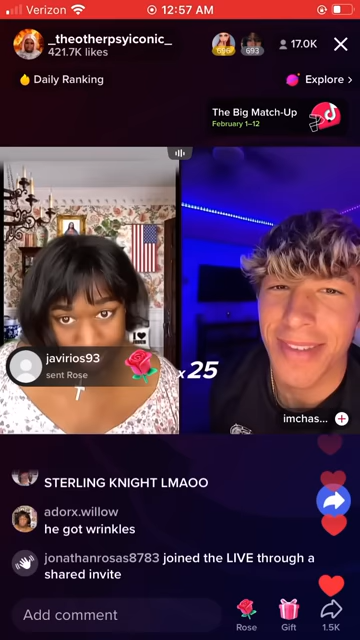 Verizon 12:57 AM
_theotherpsyiconic_
421.7K likes
693
17.0K
Daily Ranking
Explore >
The Big Match-Up
February 1–12
javirios93
sent Rose
x 25
imchas...
STERLING KNIGHT LMAOO
adorx.willow
he got wrinkles
jonathanrosas8783 joined the LIVE through a
shared invite
Add comment
Rose
Gift
1.5K